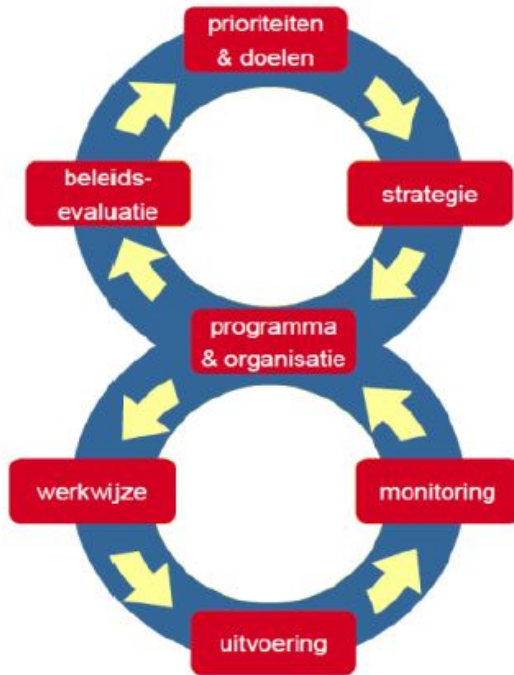 prioriteiten
& doelen
beleids-
evaluatie
strategie
programma
& organisatie
werkwijze
monitoring
uitvoering